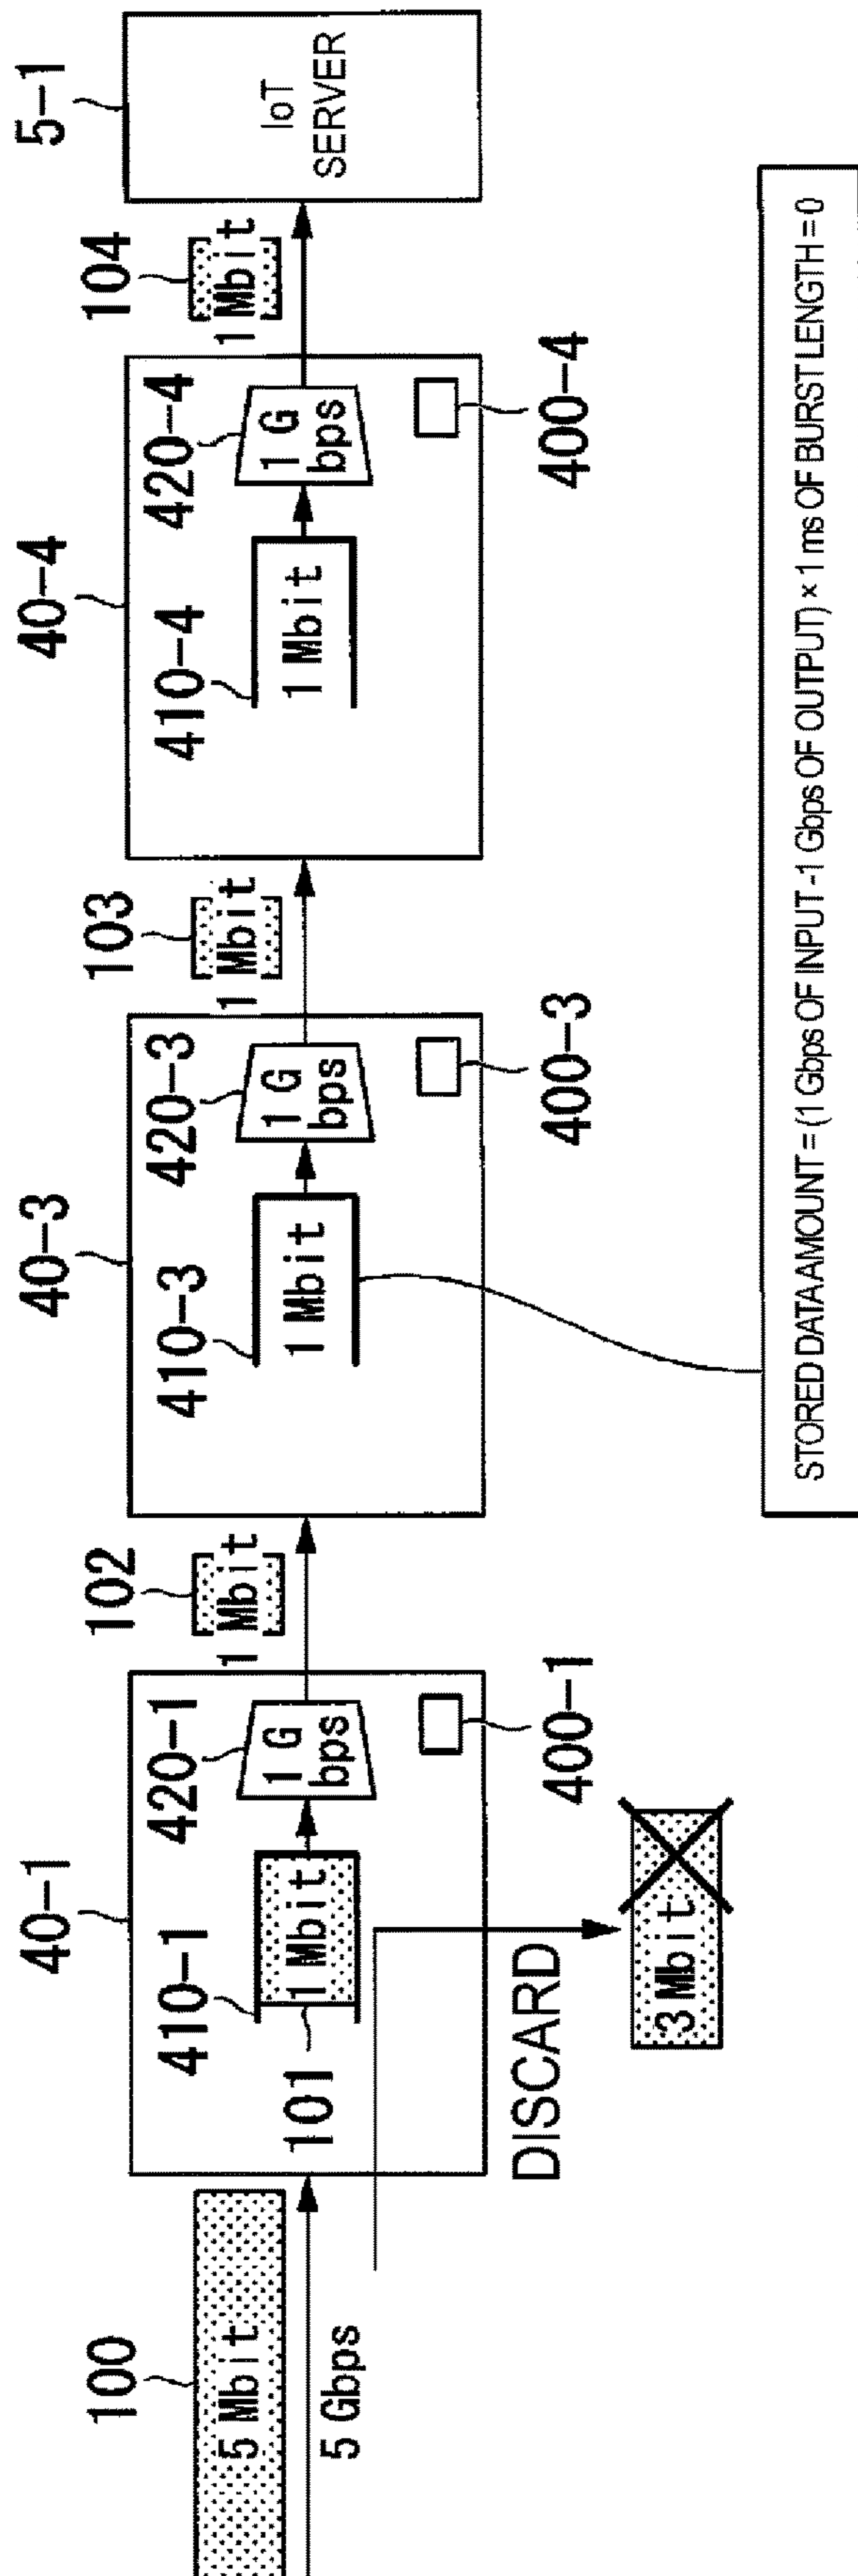 100
5 Mbit
5 Gbps
40-1
410-1
420-1
101
1 Mbit
1 G
bps
400-1
DISCARD
3 Mbit
102
1 Mbit
40-3
410-3
420-3
1 Mbit
1 G
bps
400-3
103
1 Mbit
40-4
410-4
420-4
1 Mbit
1 G
bps
400-4
104
1 Mbit
5-1
IoT
SERVER
STORED DATA AMOUNT = (1 Gbps OF INPUT -1 Gbps OF OUTPUT) × 1 ms OF BURST LENGTH = 0